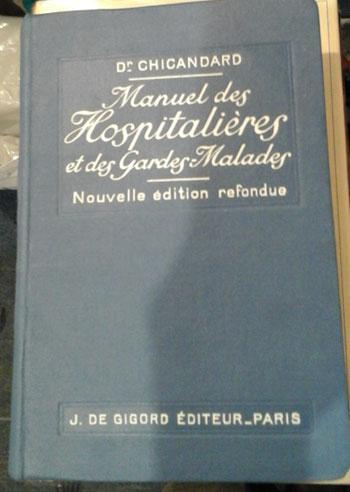 Dr CHICANDARD
Manuel des
Hospitalières
et des Gardes-Malades
Nouvelle édition refondue
J. DE GIGORD ÉDITEUR_PARIS